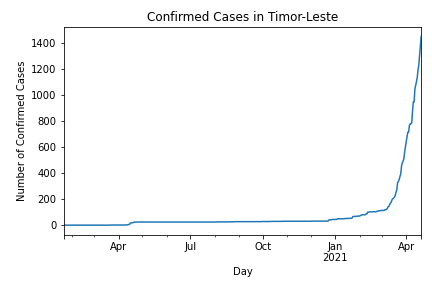 Confirmed Cases in Timor-Leste
Number of Confirmed Cases
1400
1200
1000
800
600
400
200
0
Apr
Jul
Oct
Jan
2021
Apr
Day